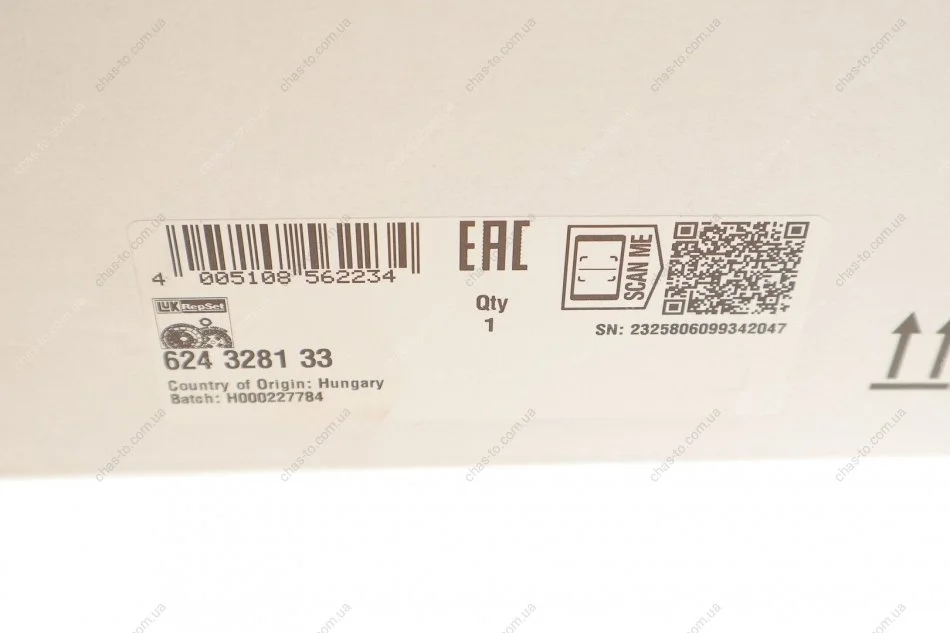 4 005108 562234
EAC
SCAN ME
Qty
1
SN: 2325806099342047
LuK RepSet
624 3281 33
Country of Origin: Hungary
Batch: H000227784
chas-to.com.ua